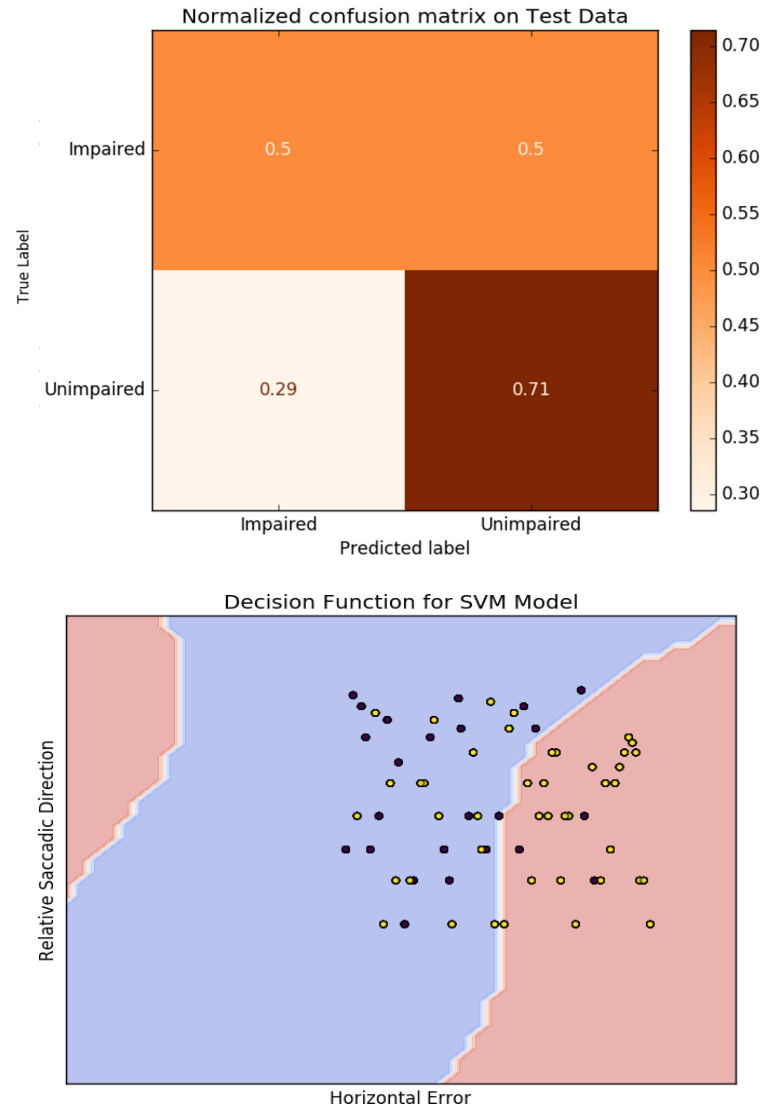 Normalized confusion matrix on Test Data
0.70
0.65
0.60
0.55
0.50
0.45
0.40
0.35
0.30
True Label
Impaired
0.5
0.5
Unimpaired
0.29
0.71
Impaired
Unimpaired
Predicted label
Decision Function for SVM Model
Relative Saccadic Direction
Horizontal Error